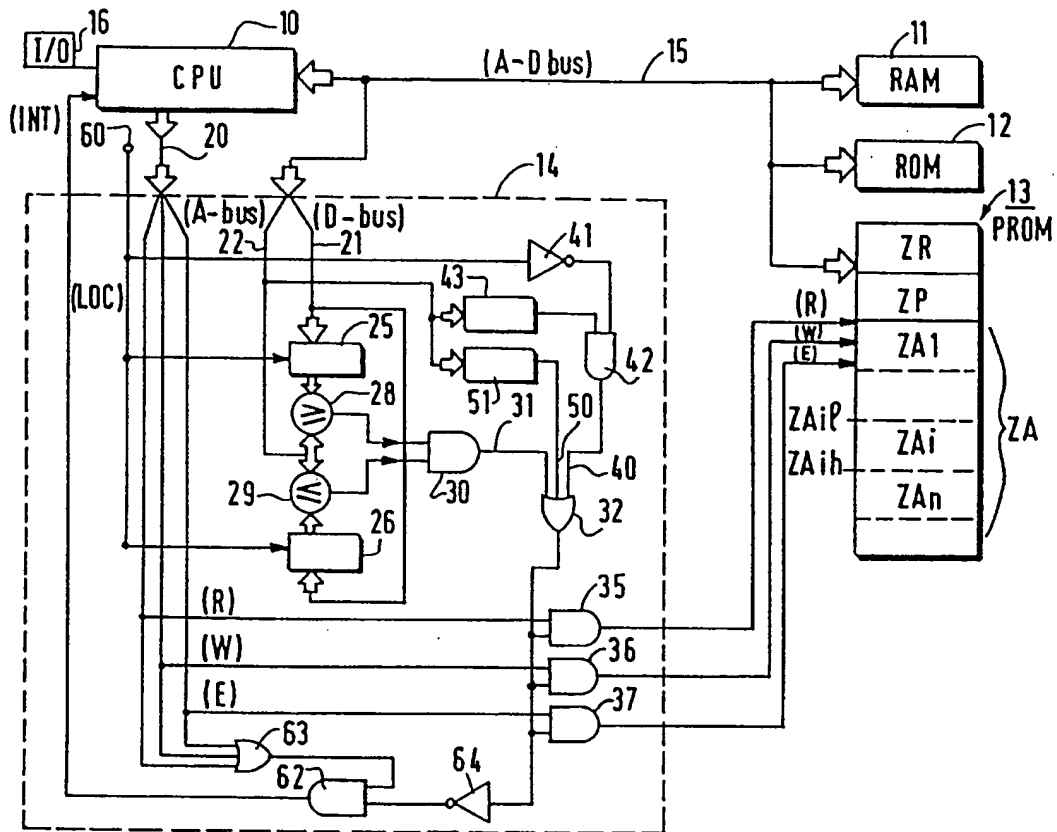 16
10
I/O
CPU
(A-D bus)
15
11
RAM
(INT)
60
20
12
ROM
14
13
PROM
(A-bus)
(D-bus)
22
21
41
ZR
(LOC)
43
ZP
25
(R)
(W)
(E)
ZA1
42
28
51
31
50
ZAiℓ
ZA
ZAi
40
ZAih
29
30
32
ZAn
26
35
(R)
36
(W)
37
(E)
63
62
64